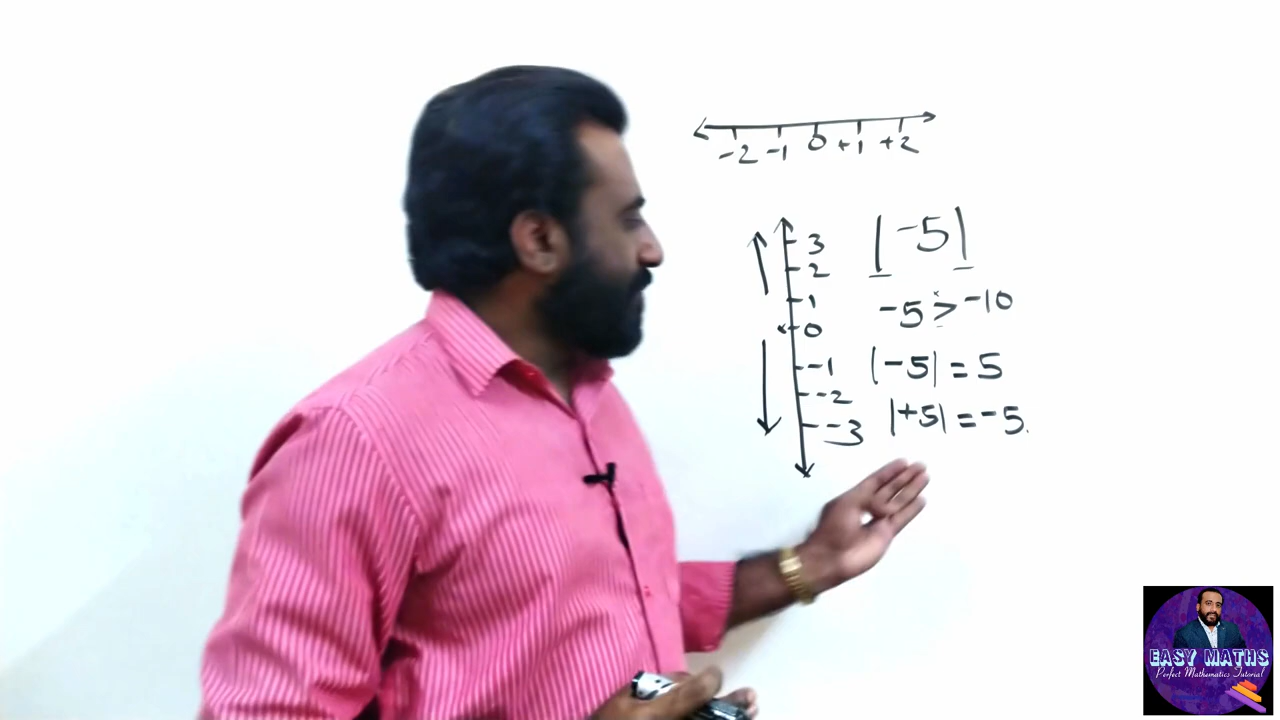 -2 -1 0 +1 +2
3
2
1
0
-1
-2
-3
|-5|
-5 > -10
|-5| = 5
|+5| = -5.
EASY MATHS
Perfect Mathematics Tutorial